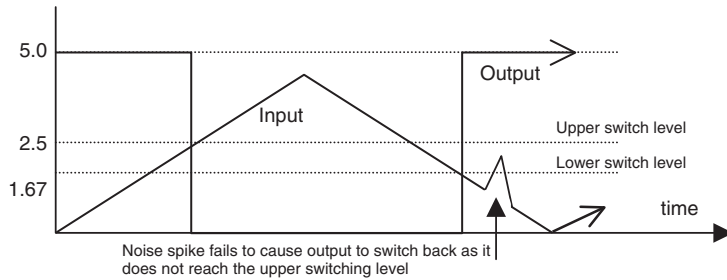 5.0
Output
Input
Upper switch level
2.5
Lower switch level
1.67
time
Noise spike fails to cause output to switch back as it
does not reach the upper switching level